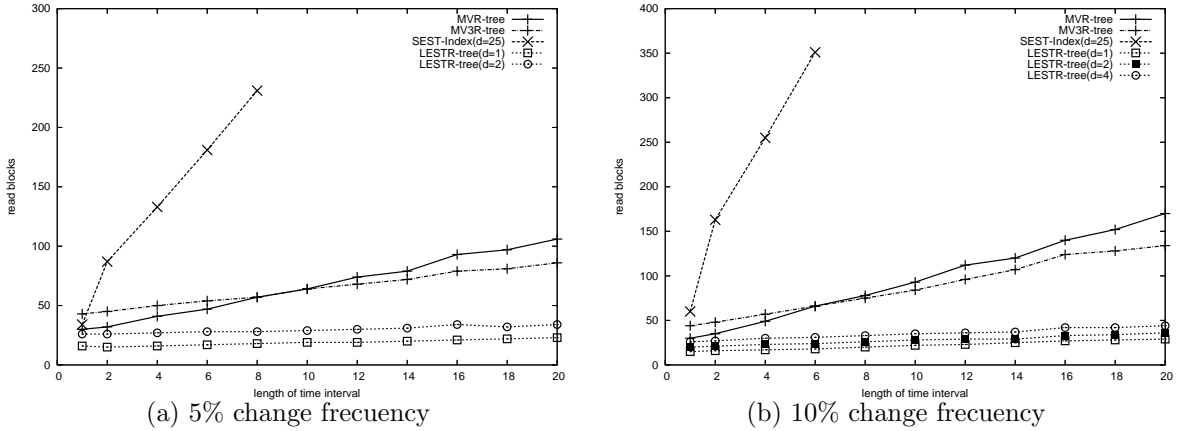 300
250
200
150
100
50
0
read blocks
0 2 4 6 8 10 12 14 16 18 20
length of time interval
MVR-tree
MV3R-tree
SEST-Index(d=25)
LESTR-tree(d=1)
LESTR-tree(d=2)
(a) 5% change frecuency
400
350
300
250
200
150
100
50
0
read blocks
0 2 4 6 8 10 12 14 16 18 20
length of time interval
MVR-tree
MV3R-tree
SEST-Index(d=25)
LESTR-tree(d=1)
LESTR-tree(d=2)
LESTR-tree(d=4)
(b) 10% change frecuency